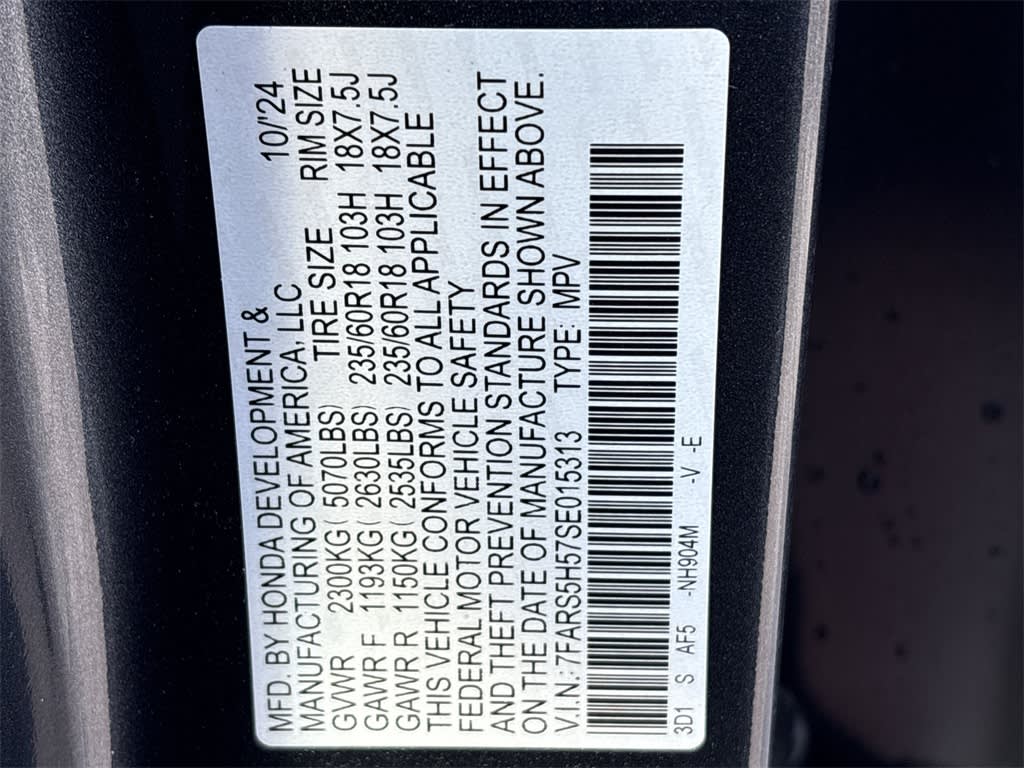 MFD. BY HONDA DEVELOPMENT & 10/'24
MANUFACTURING OF AMERICA, LLC TIRE SIZE RIM SIZE
GVWR 2300KG ( 5070LBS)
GAWR F 1193KG ( 2630LBS) 235/60R18 103H 18X7.5J
GAWR R 1150KG ( 2535LBS) 235/60R18 103H 18X7.5J
THIS VEHICLE CONFORMS TO ALL APPLICABLE
FEDERAL MOTOR VEHICLE SAFETY
AND THEFT PREVENTION STANDARDS IN EFFECT
ON THE DATE OF MANUFACTURE SHOWN ABOVE.
V.I.N.: 7FARS5H57SE015313 TYPE: MPV
3D1 S AF5 -NH904M -V -E